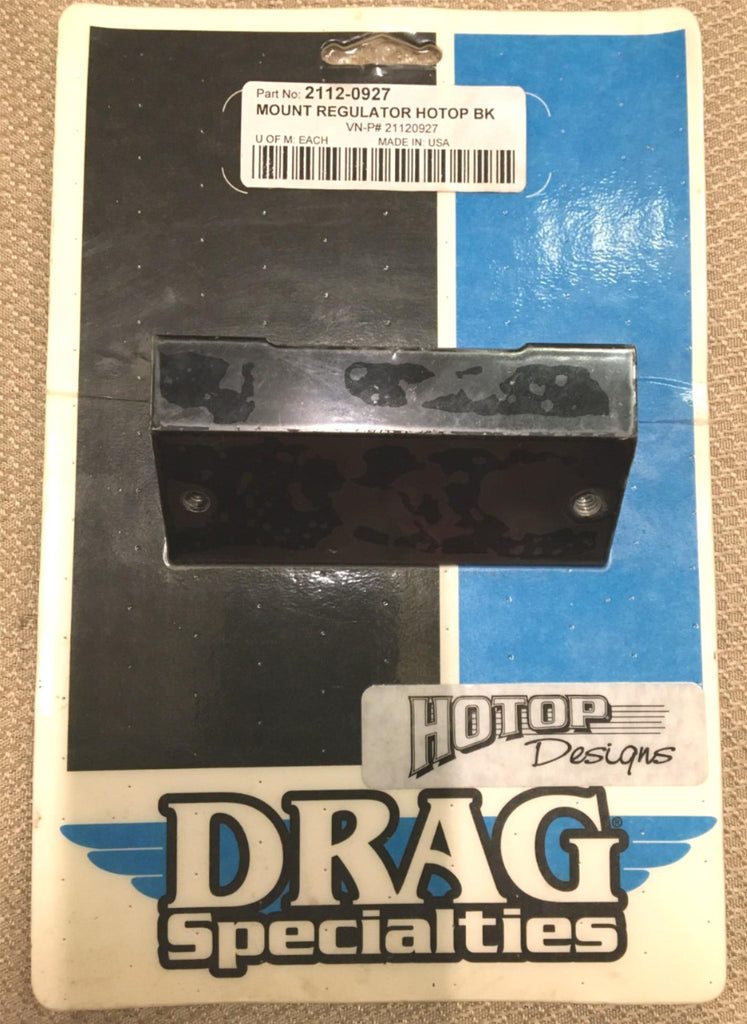 Part No: 2112-0927
MOUNT REGULATOR HOTOP BK
VN-P# 21120927
U OF M: EACH MADE IN: USA
HOTOP
Designs
DRAG®
Specialties